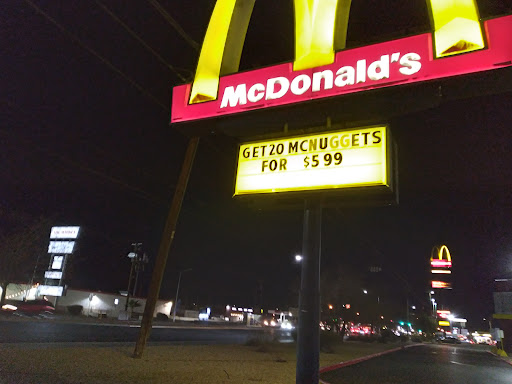 McDonald's
GET 20 MCNUGGETS
FOR $5 99